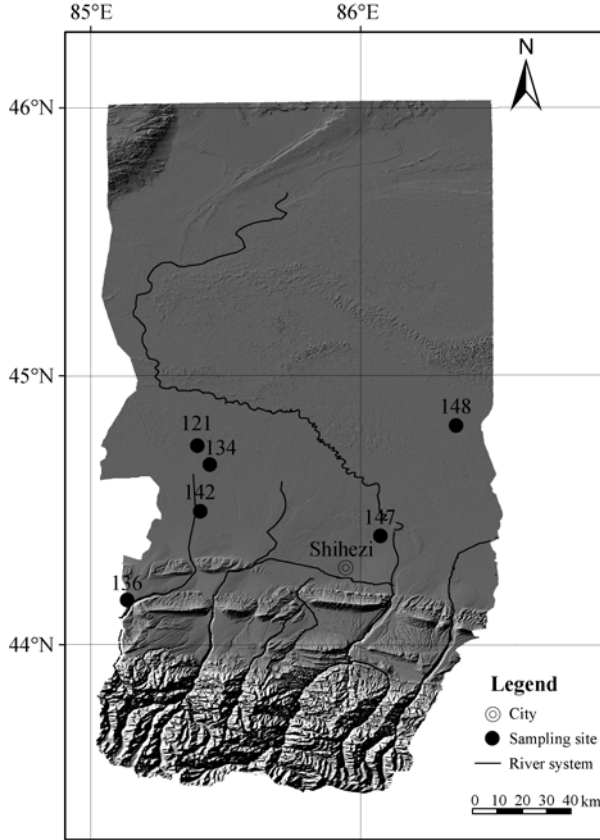 85°E 86°E
N
46°N
45°N
148
121
134
142
147
Shihezi
136
44°N
Legend
City
Sampling site
River system
0 10 20 30 40 km